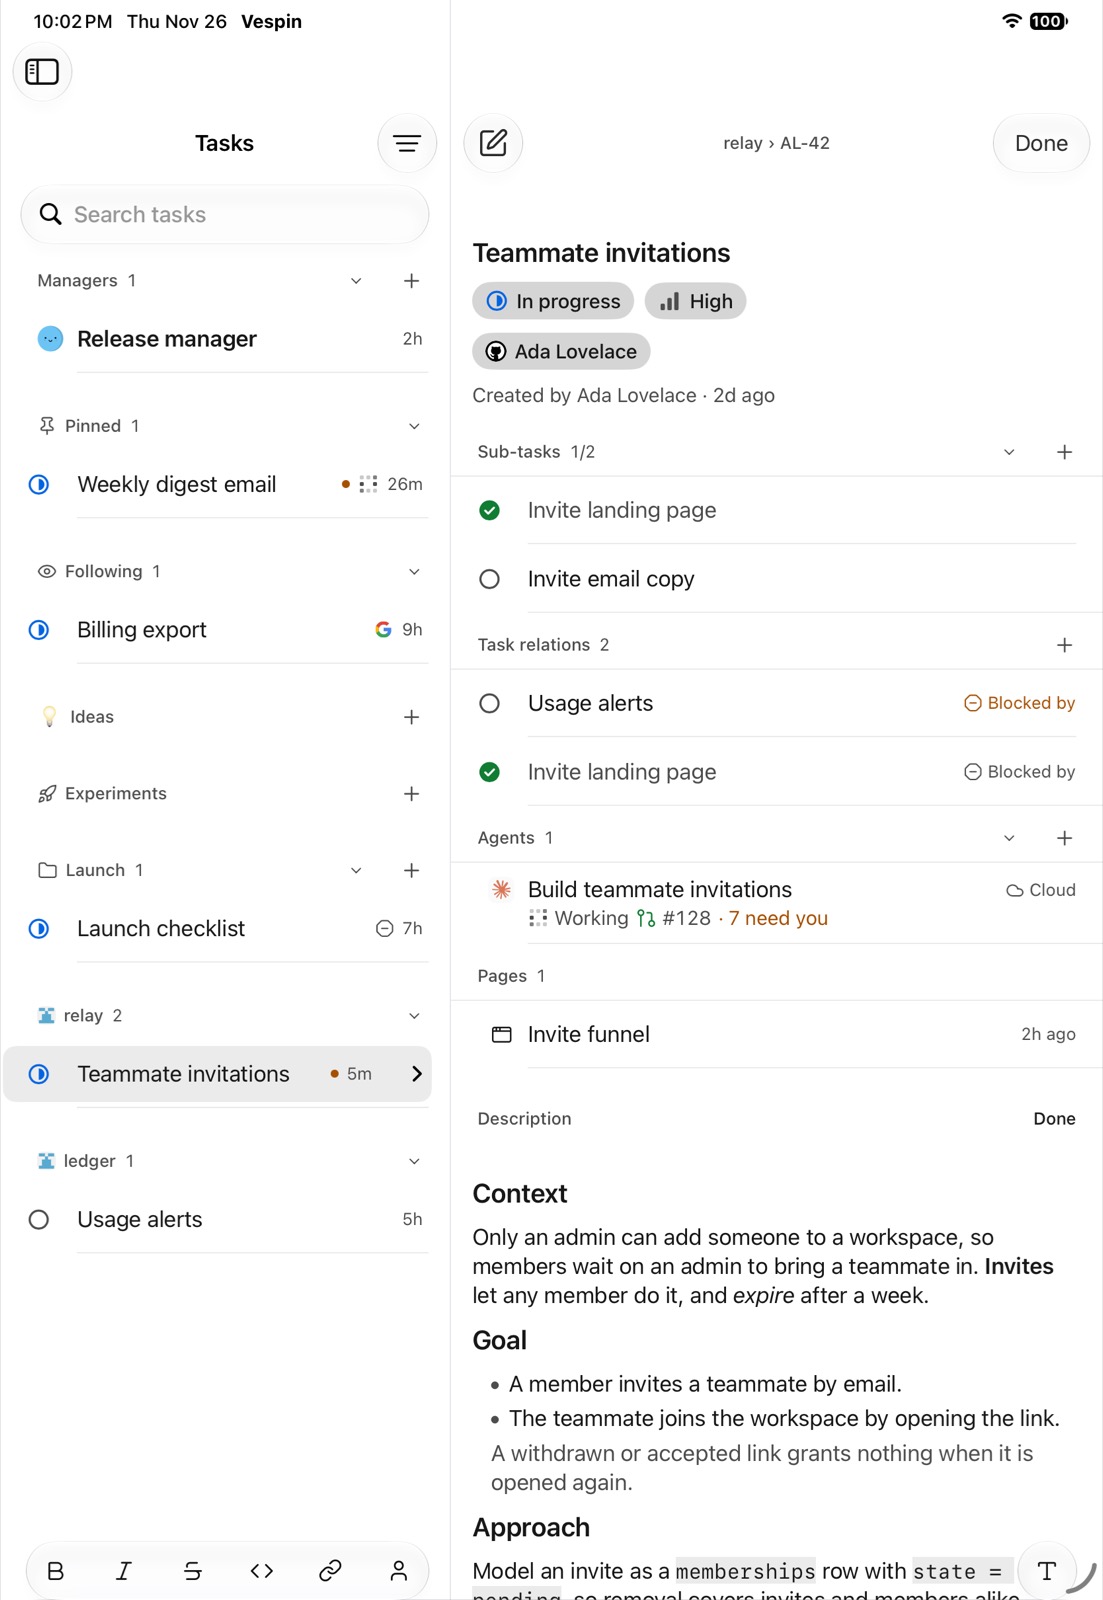 10:02 PM Thu Nov 26 Vespin
100
Tasks
Search tasks
Managers 1
Release manager 2h
Pinned 1
Weekly digest email 26m
Following 1
Billing export 9h
Ideas
Experiments
Launch 1
Launch checklist 7h
relay 2
Teammate invitations 5m
ledger 1
Usage alerts 5h
B I S
relay › AL-42
Done
Teammate invitations
In progress High
Ada Lovelace
Created by Ada Lovelace · 2d ago
Sub-tasks 1/2
Invite landing page
Invite email copy
Task relations 2
Usage alerts Blocked by
Invite landing page Blocked by
Agents 1
Build teammate invitations Cloud
Working #128 · 7 need you
Pages 1
Invite funnel 2h ago
Description Done
Context
Only an admin can add someone to a workspace, so
members wait on an admin to bring a teammate in. Invites
let any member do it, and expire after a week.
Goal
• A member invites a teammate by email.
• The teammate joins the workspace by opening the link.
A withdrawn or accepted link grants nothing when it is
opened again.
Approach
Model an invite as a memberships row with state =
pending, so removal covers invites and members alike
T